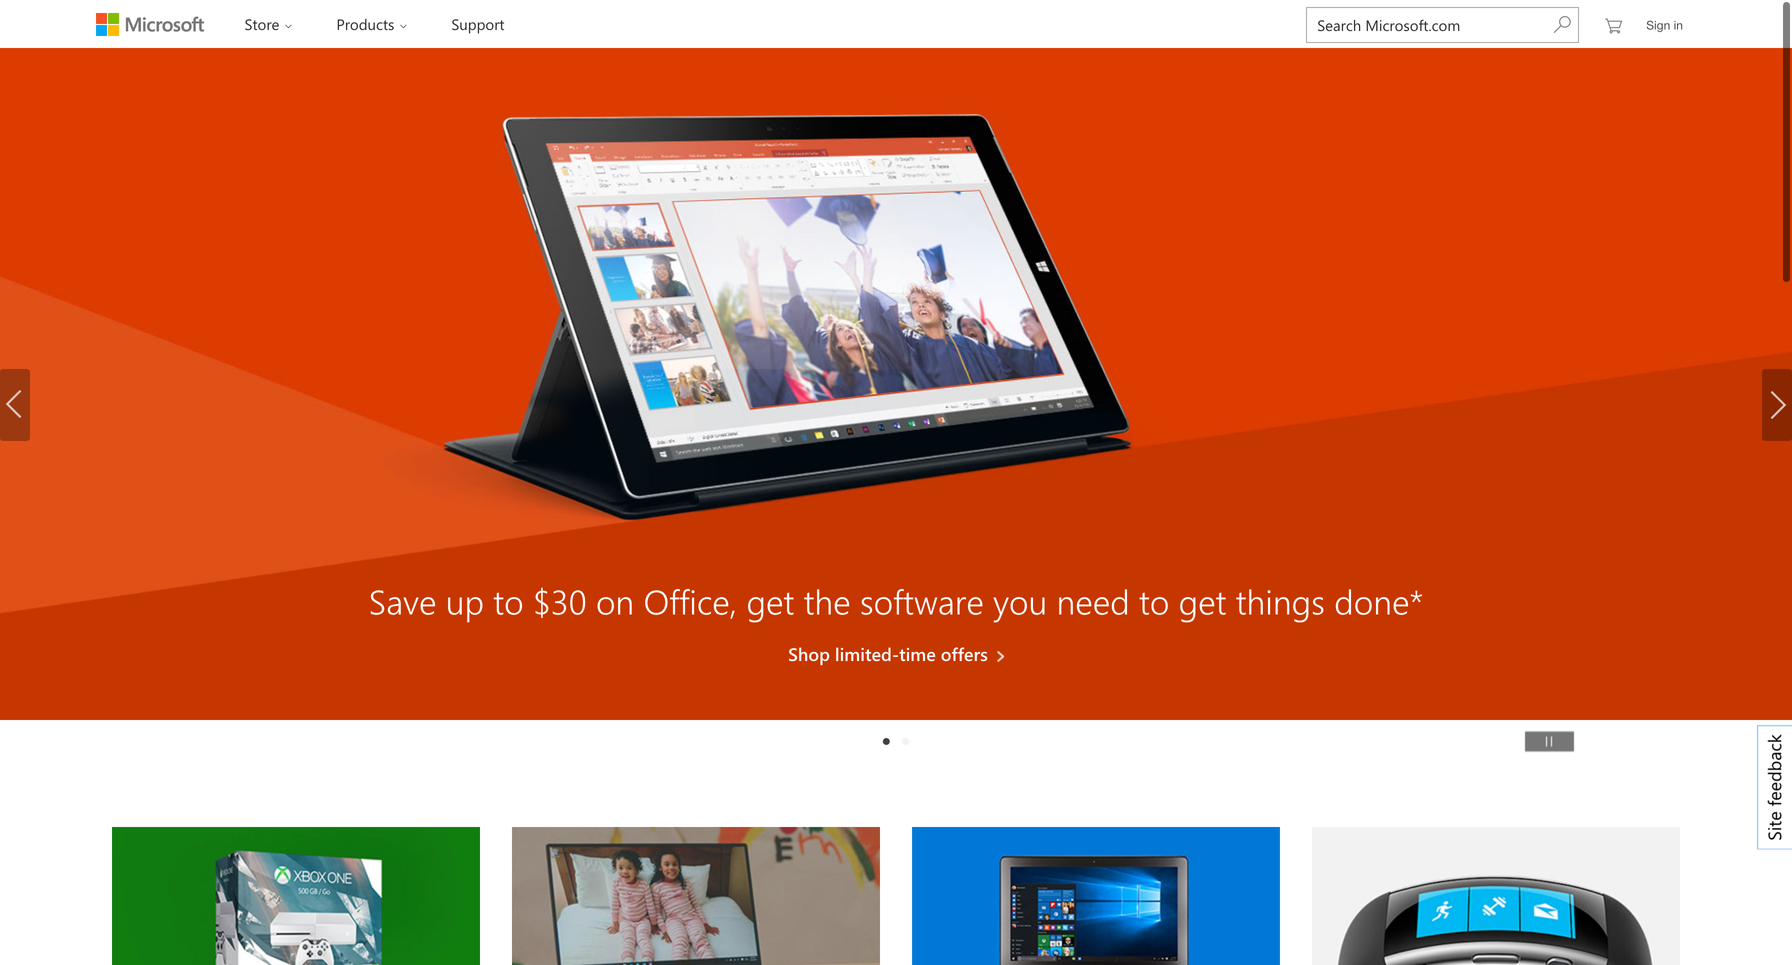 Microsoft
Store
Products
Support
Search Microsoft.com
Sign in
Save up to $30 on Office, get the software you need to get things done*
Shop limited-time offers
Site feedback
XBOX ONE
500 GB / Go
Em